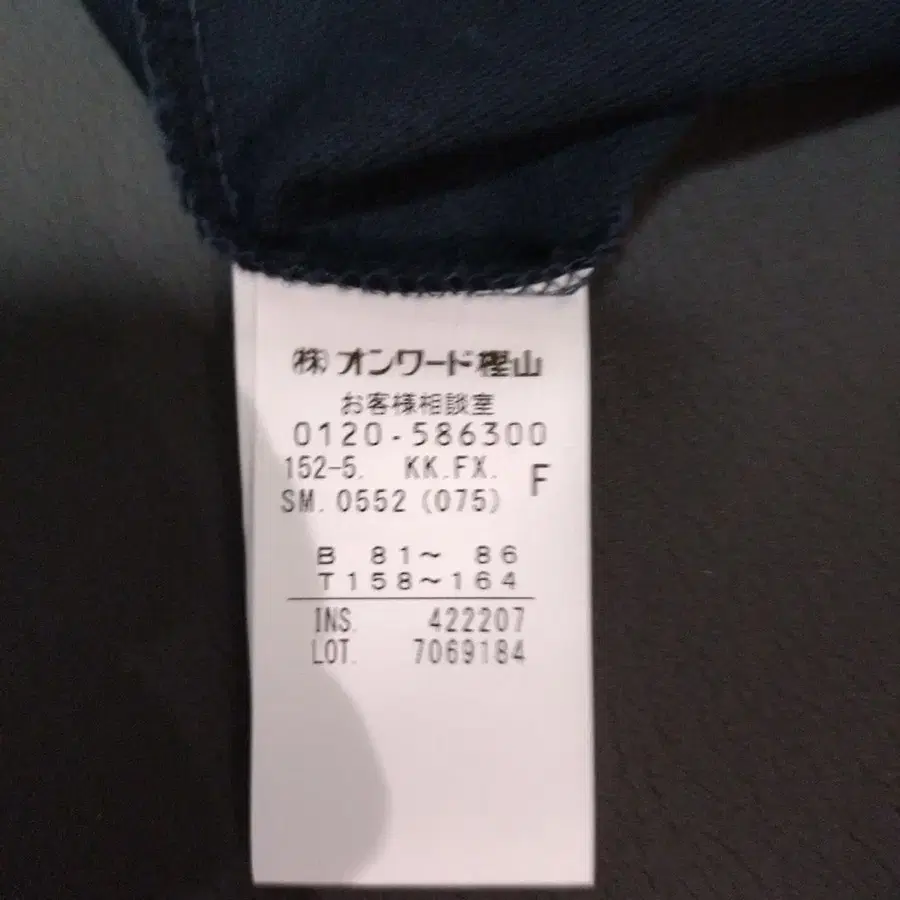 ㈱オンワード樫山
お客様相談室
0120-586300
152-5. KK.FX. F
SM. 0552 (075)
B 81～ 86
T158～164
INS. 422207
LOT. 7069184